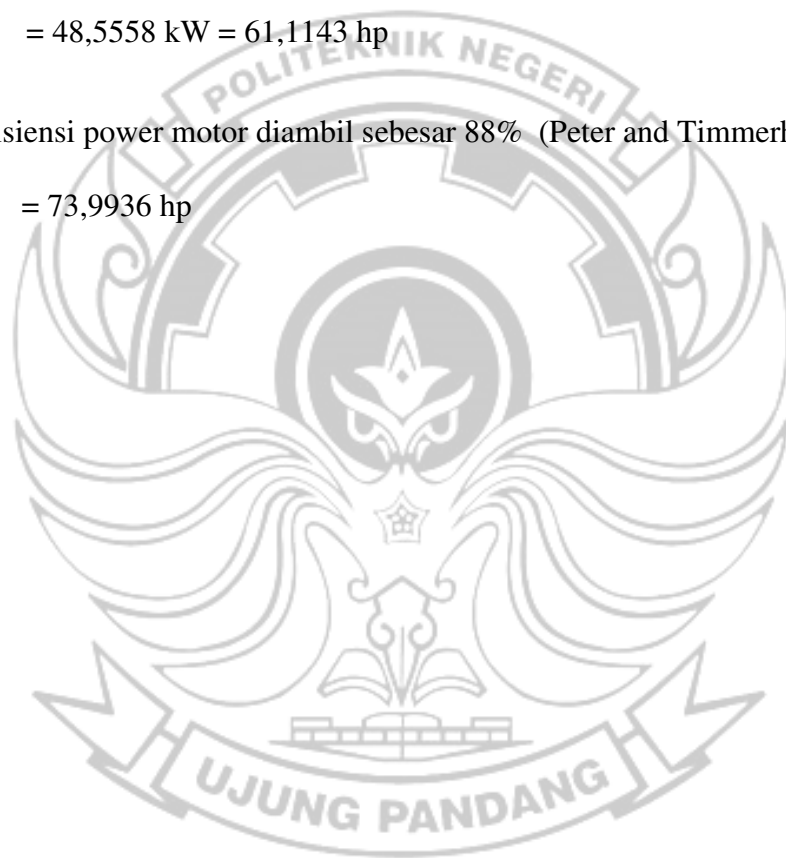 = 48,5558 kW = 61,1143 hp
POLITEKNIK NEGERI
siensi power motor diambil sebesar 88% (Peter and Timmerh
= 73,9936 hp
UJUNG PANDANG